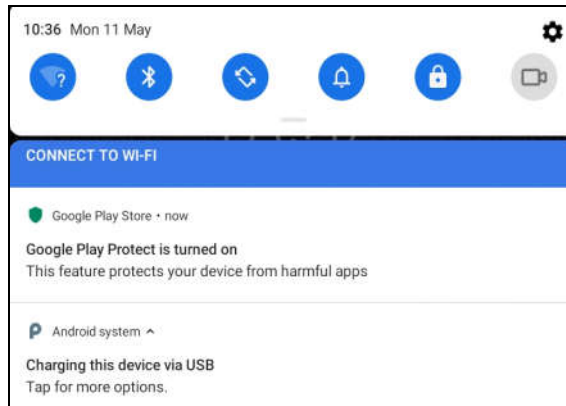 10:36 Mon 11 May
?
CONNECT TO WI-FI
Google Play Store • now
Google Play Protect is turned on
This feature protects your device from harmful apps
Android system
Charging this device via USB
Tap for more options.